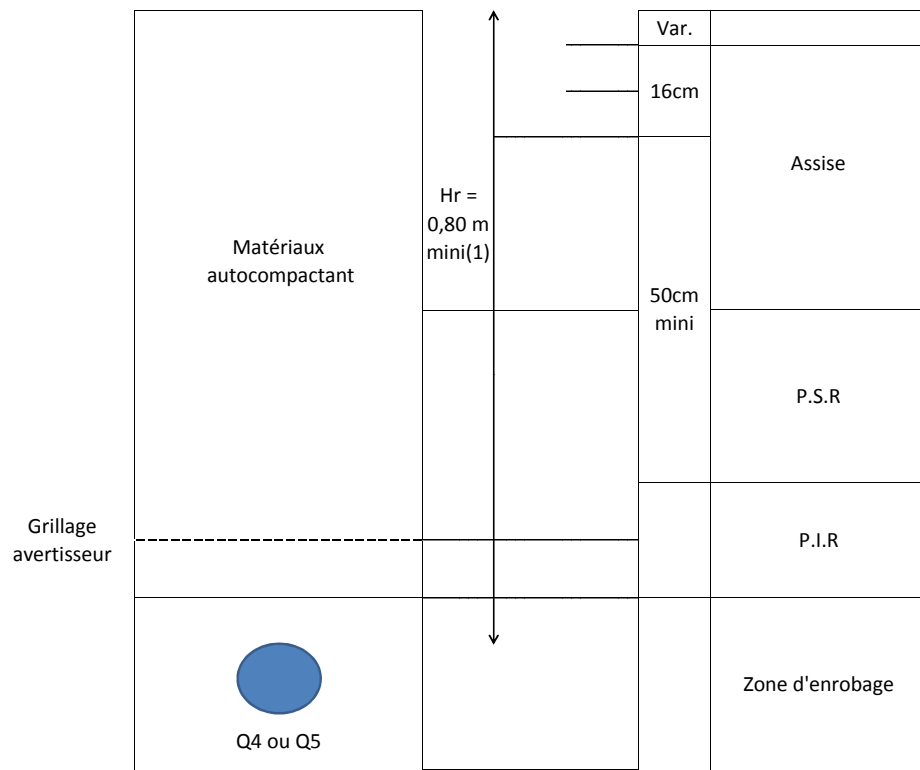 Var.
16cm
Assise
Hr =
0,80 m
mini(1)
Matériaux
autocompactant
50cm
mini
P.S.R
Grillage
avertisseur
P.I.R
Zone d'enrobage
Q4 ou Q5